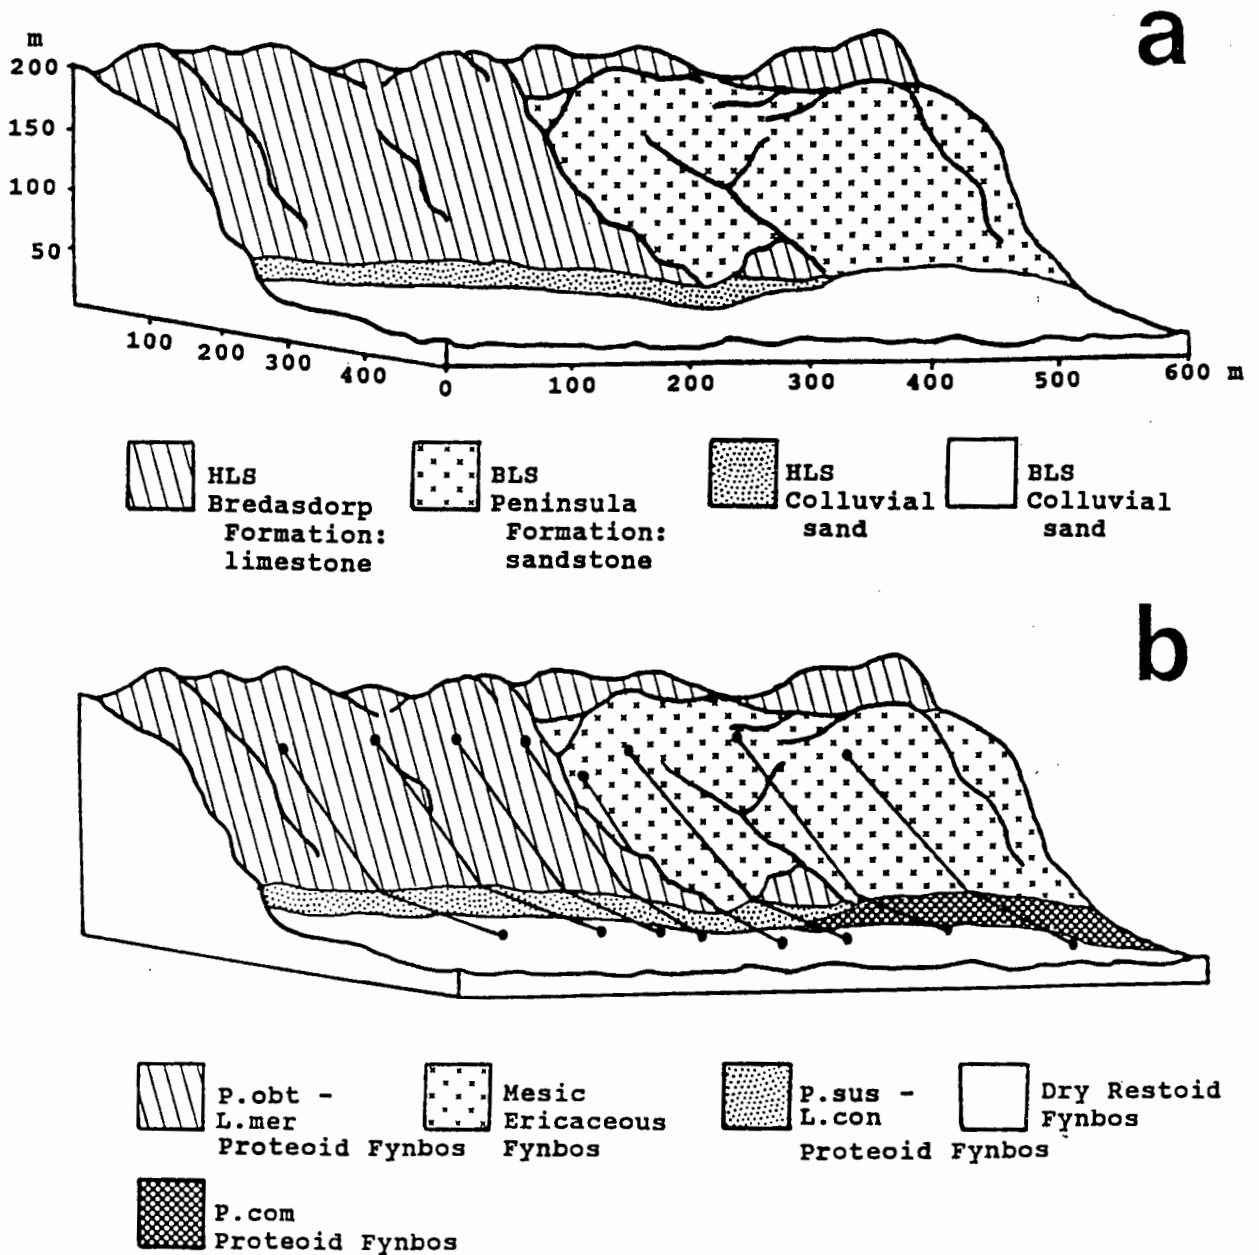 a
m
200
150
100
50
100
200
300
400
0
100
200
300
400
500
600 m
HLS
Bredasdorp
Formation:
limestone
BLS
Peninsula
Formation:
sandstone
HLS
Colluvial
sand
BLS
Colluvial
sand
b
P.obt -
L.mer
Proteoid Fynbos
Mesic
Ericaceous
Fynbos
P.sus -
L.con
Proteoid Fynbos
Dry Restoid
Fynbos
P.com
Proteoid Fynbos